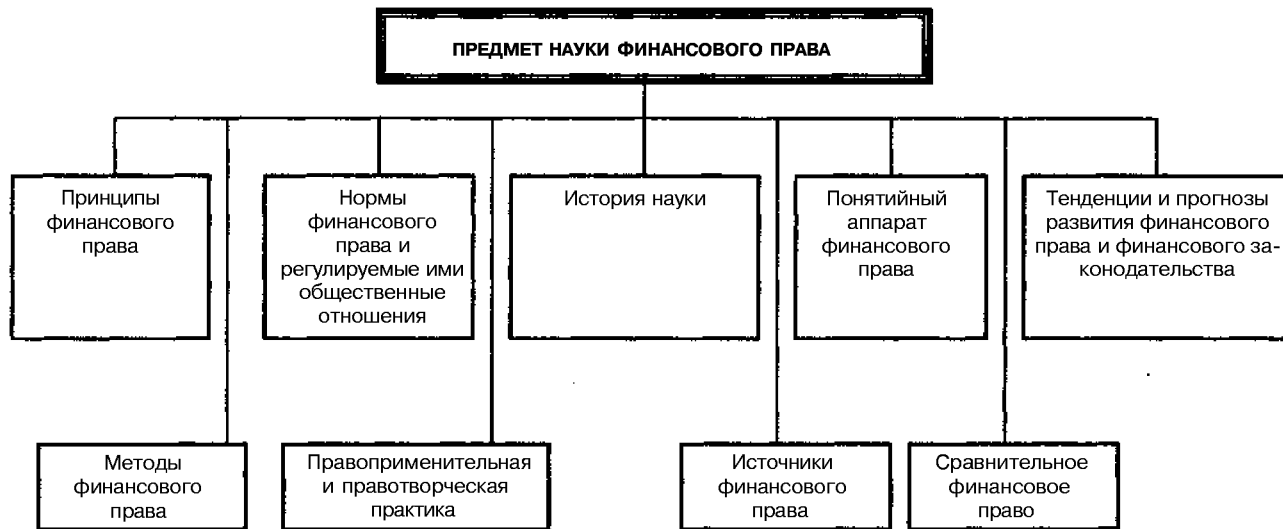 ПРЕДМЕТ НАУКИ ФИНАНСОВОГО ПРАВА
Принципы
финансового
права
Нормы
финансового
права и
регулируемые ими
общественные
отношения
История науки
Понятийный
аппарат
финансового
права
Тенденции и прогнозы
развития финансового
права и финансового за-
конодательства
Методы
финансового
права
Правоприменительная
и правотворческая
практика
Источники
финансового
права
Сравнительное
финансовое
право